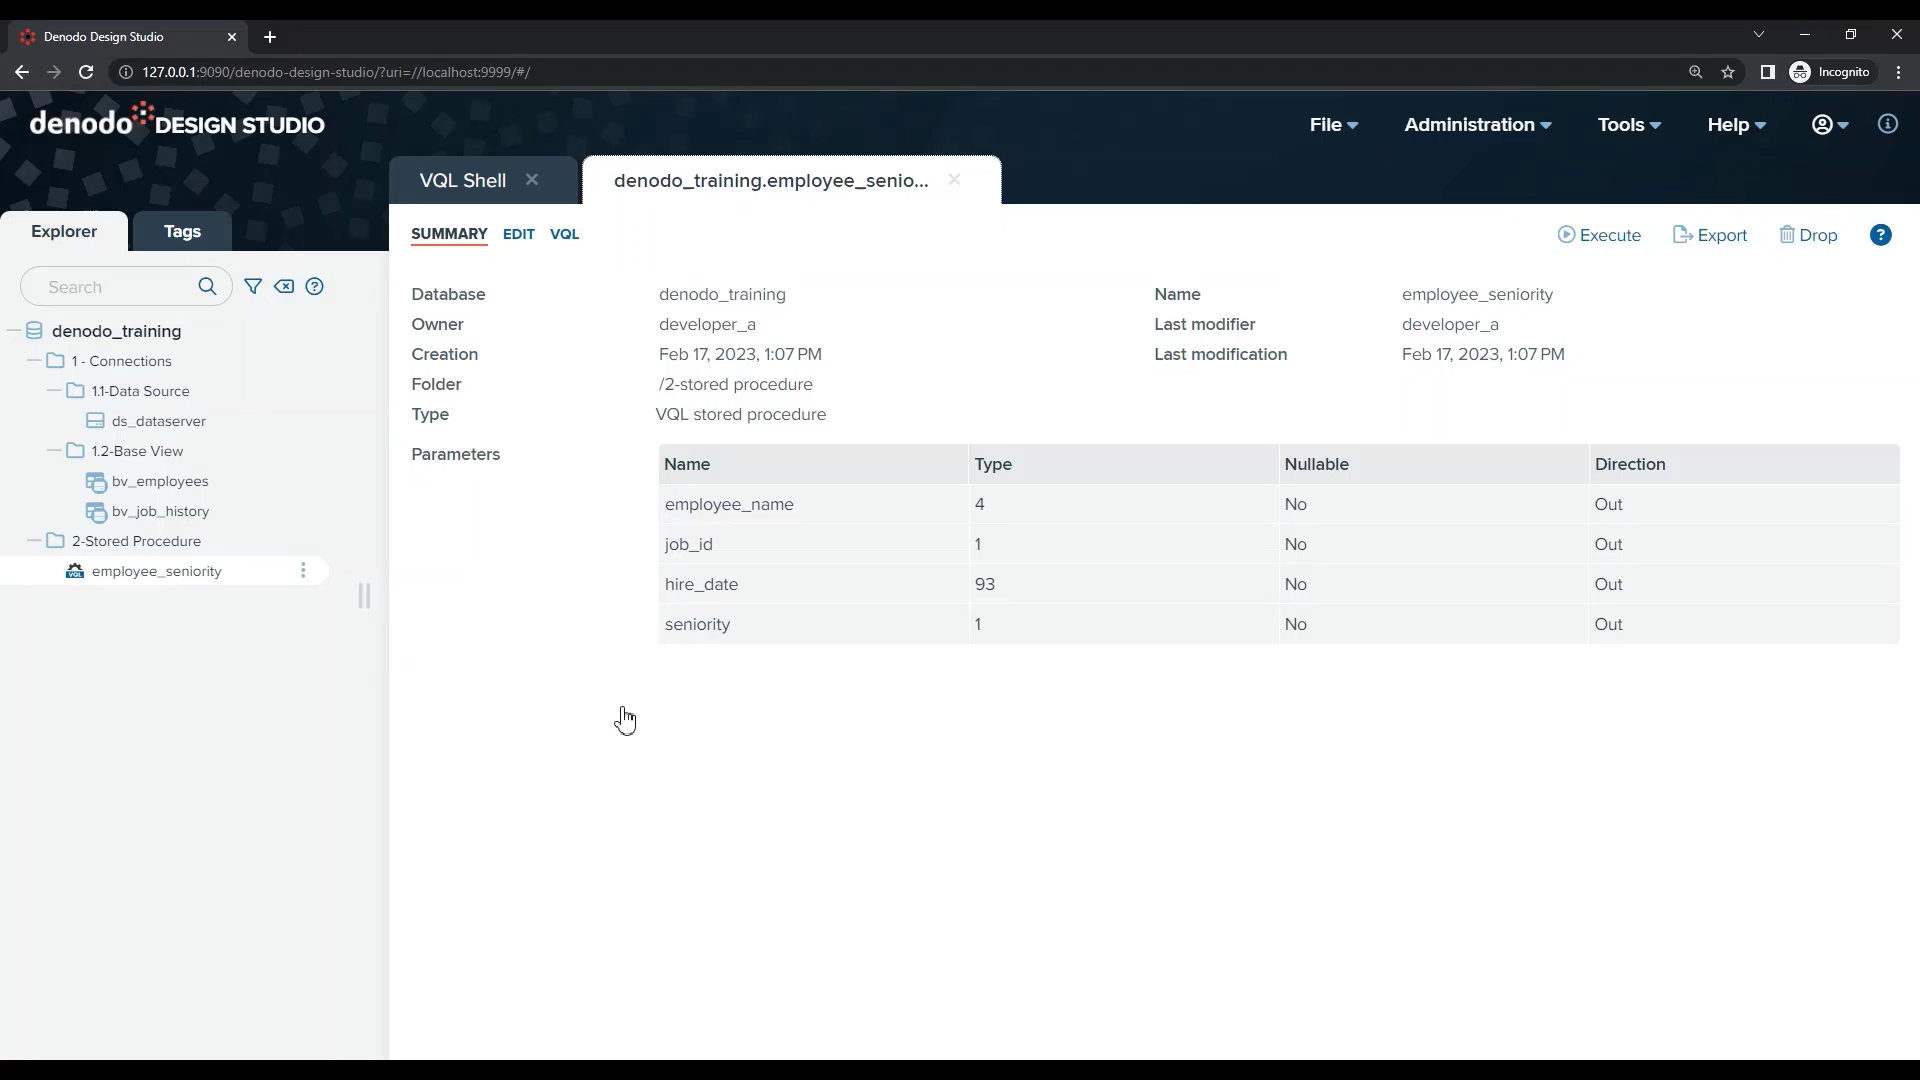 Denodo Design Studio
127.0.0.1:9090/denodo-design-studio/?uri=//localhost:9999/#/
Incognito
denodo DESIGN STUDIO
File
Administration
Tools
Help
VQL Shell
denodo_training.employee_senio...
Explorer
Tags
SUMMARY EDIT VQL
Execute
Export
Drop
Search
denodo_training
1 - Connections
1.1-Data Source
ds_dataserver
1.2-Base View
bv_employees
bv_job_history
2-Stored Procedure
VQL employee_seniority
Database denodo_training Name employee_seniority
Owner developer_a Last modifier developer_a
Creation Feb 17, 2023, 1:07 PM Last modification Feb 17, 2023, 1:07 PM
Folder /2-stored procedure
Type VQL stored procedure
Parameters
Name Type Nullable Direction
employee_name 4 No Out
job_id 1 No Out
hire_date 93 No Out
seniority 1 No Out